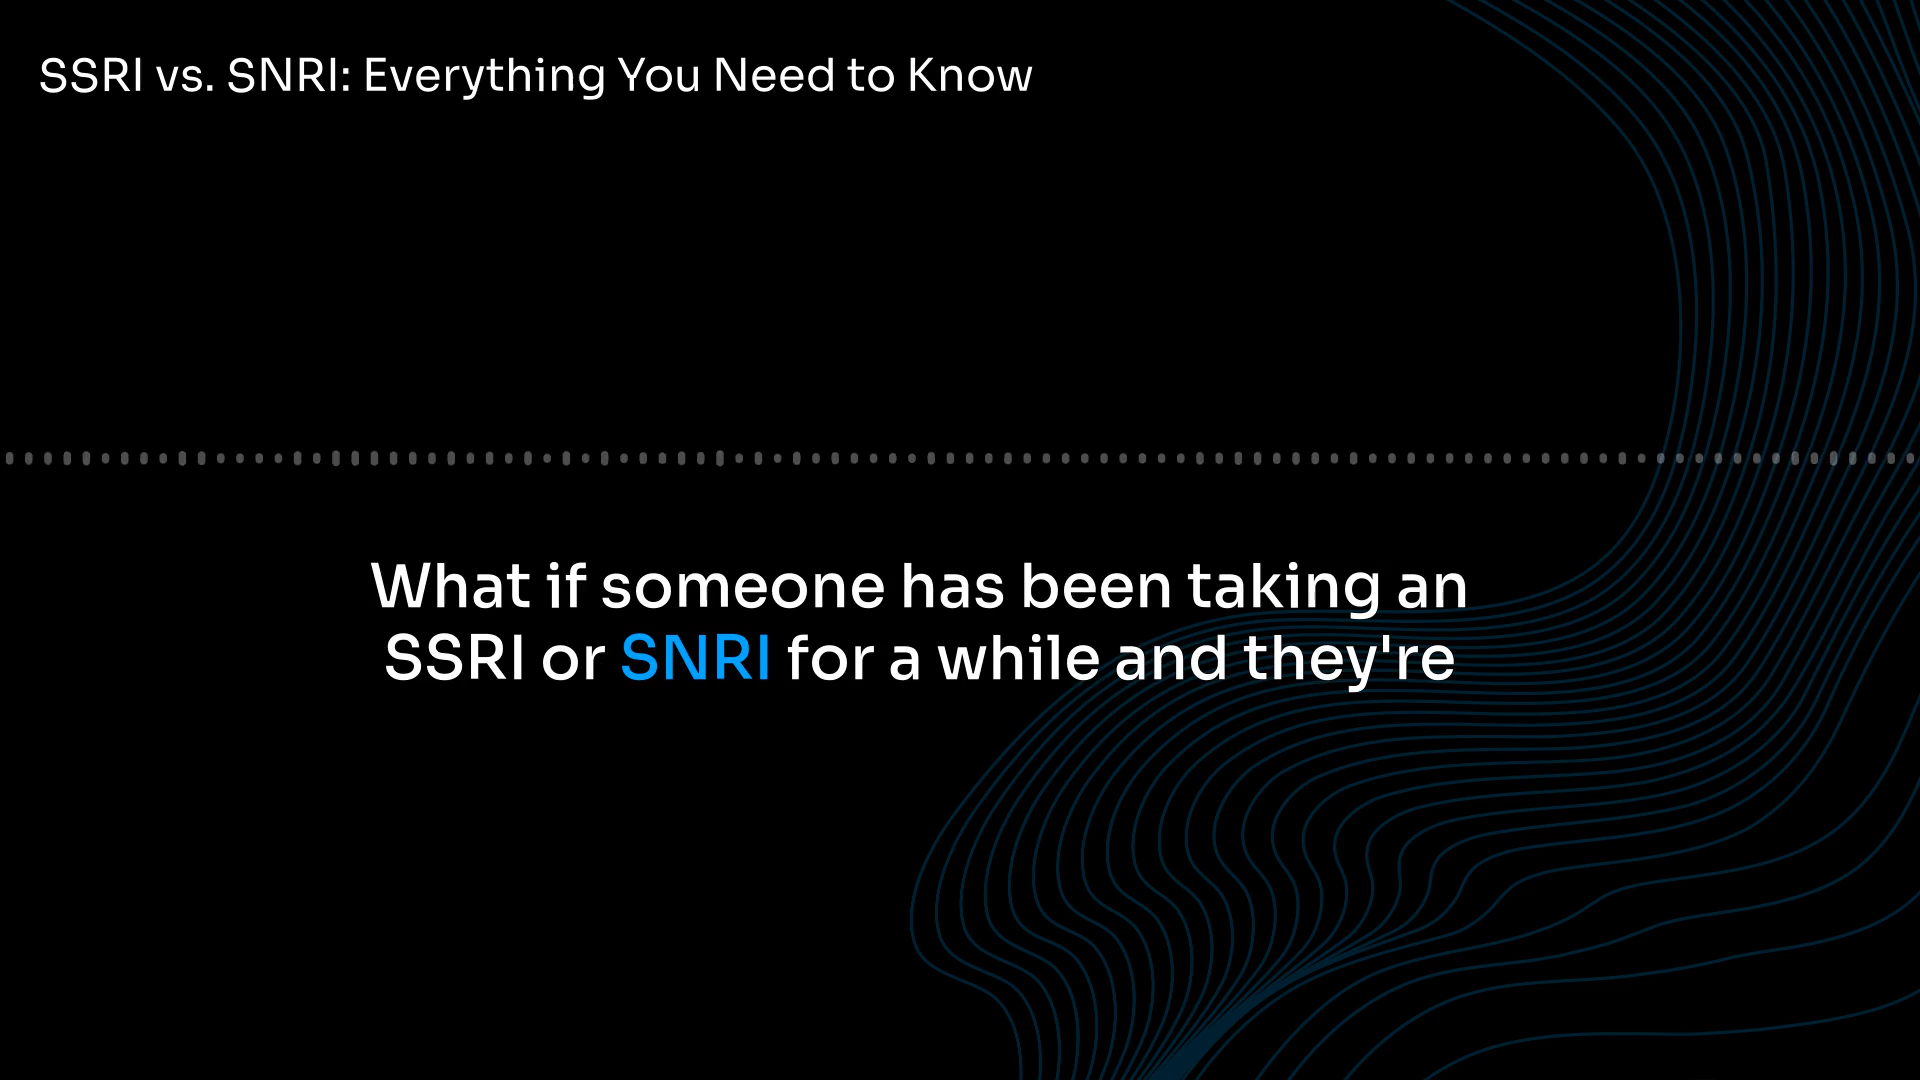 SSRI vs. SNRI: Everything You Need to Know
What if someone has been taking an
SSRI or SNRI for a while and they're